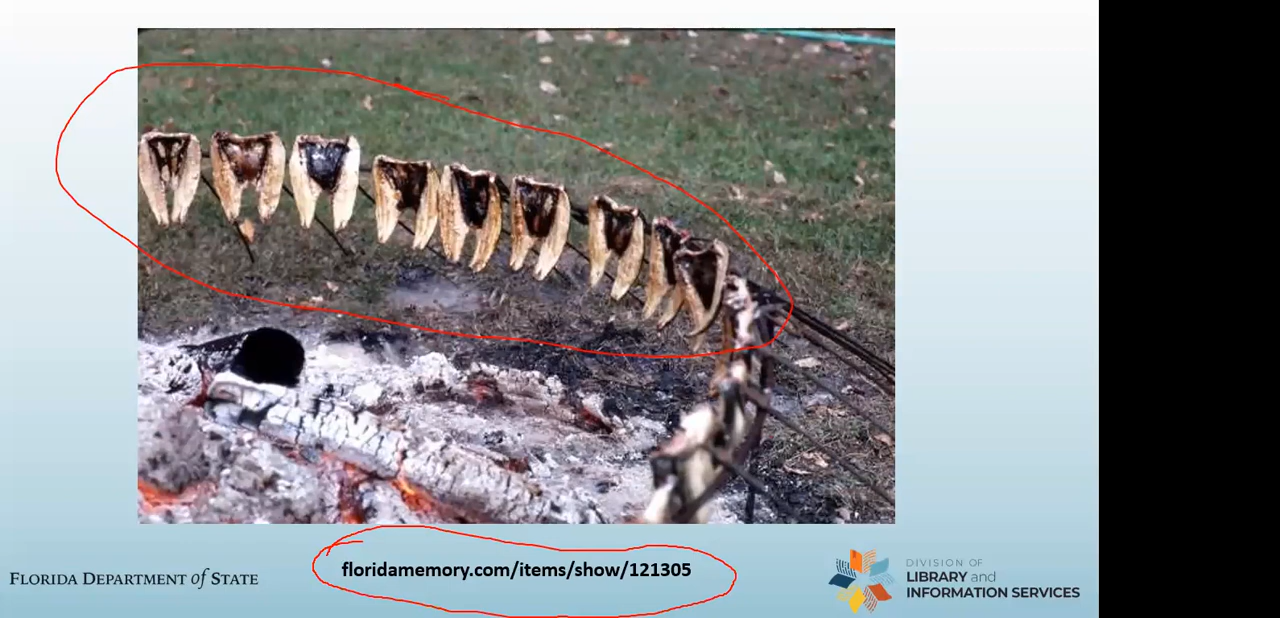 floridamemory.com/items/show/121305
FLORIDA DEPARTMENT of STATE
DIVISION OF
LIBRARY and
INFORMATION SERVICES